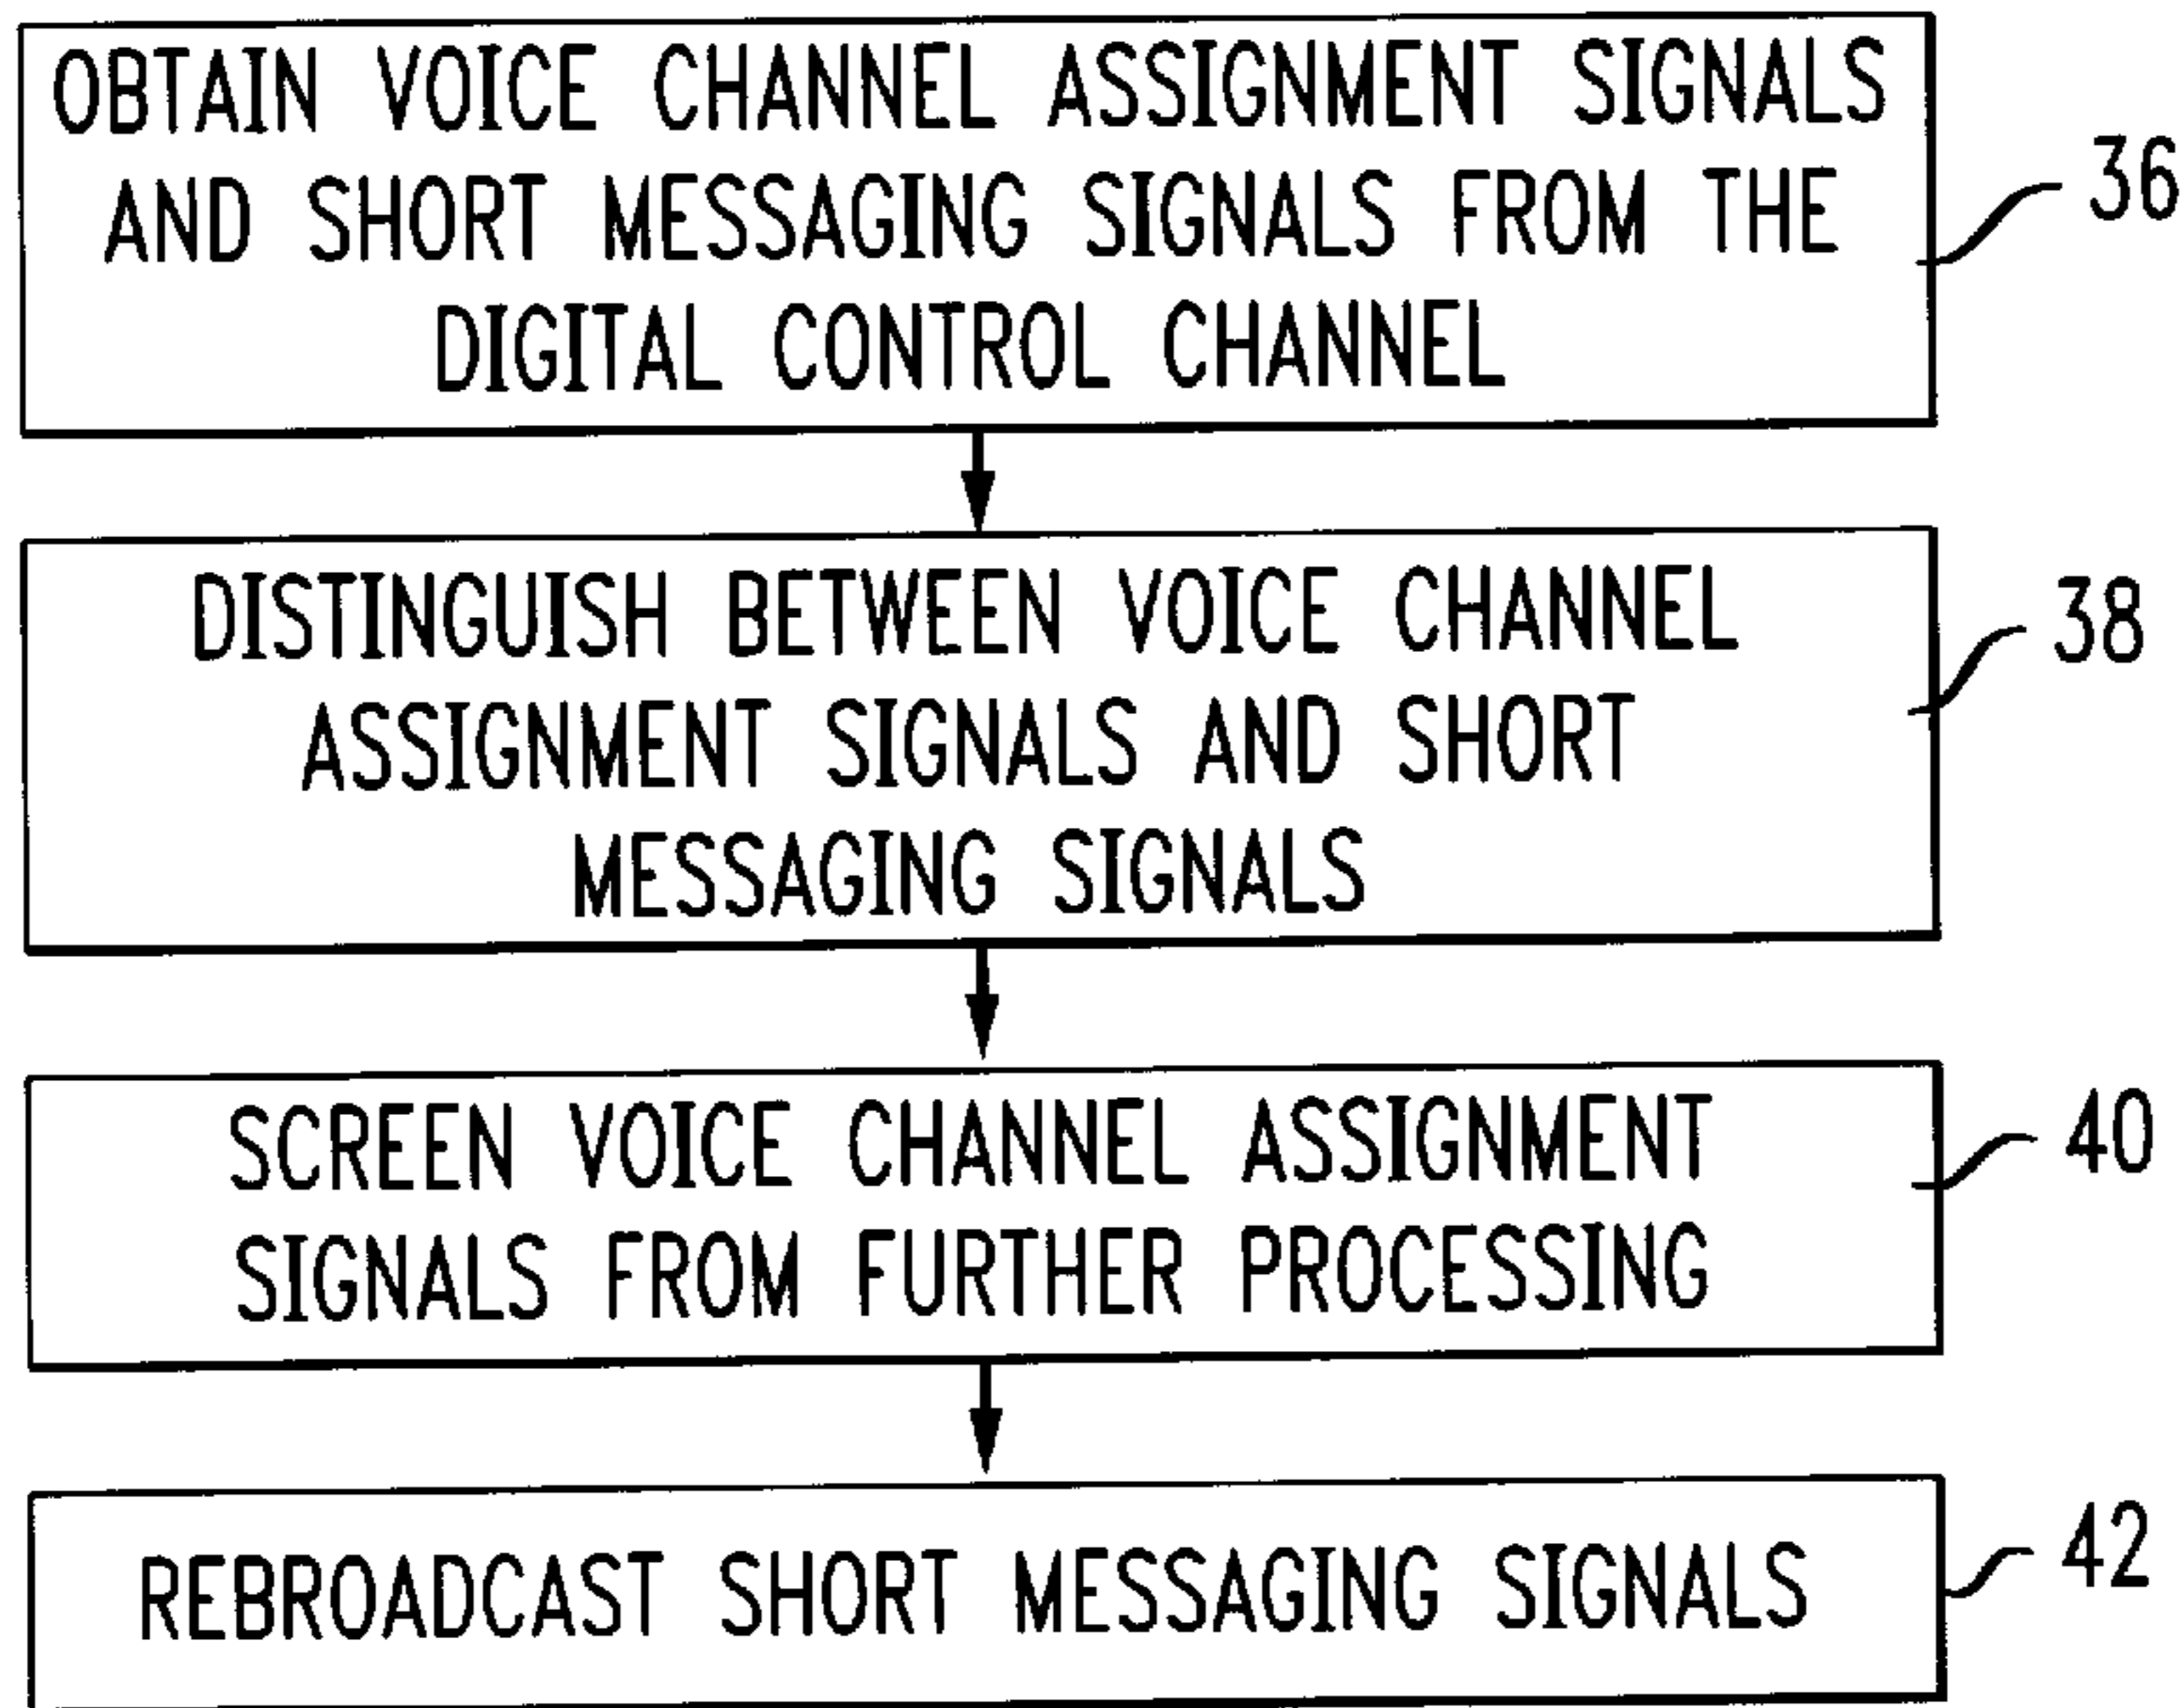 OBTAIN VOICE CHANNEL ASSIGNMENT SIGNALS
AND SHORT MESSAGING SIGNALS FROM THE
DIGITAL CONTROL CHANNEL
36
DISTINGUISH BETWEEN VOICE CHANNEL
ASSIGNMENT SIGNALS AND SHORT
MESSAGING SIGNALS
38
SCREEN VOICE CHANNEL ASSIGNMENT
SIGNALS FROM FURTHER PROCESSING
40
REBROADCAST SHORT MESSAGING SIGNALS
42